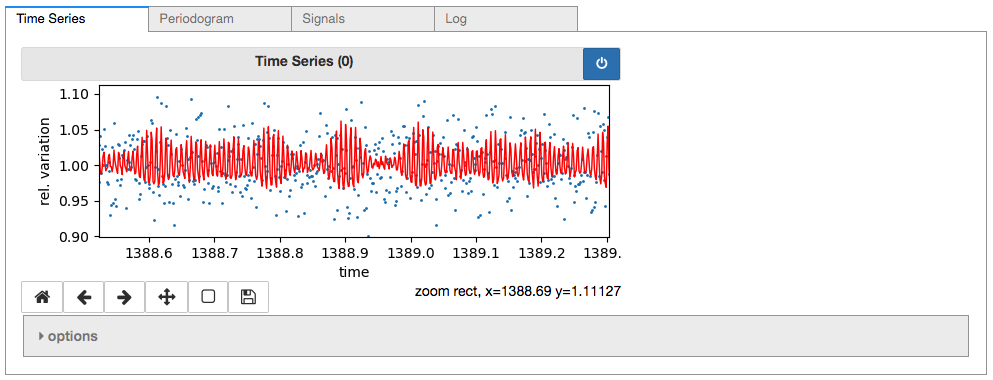 Time Series Periodogram Signals Log
Time Series (0)
1.10
1.05
1.00
0.95
0.90
rel. variation
1388.6 1388.7 1388.8 1388.9 1389.0 1389.1 1389.2 1389.
time
zoom rect, x=1388.69 y=1.11127
options